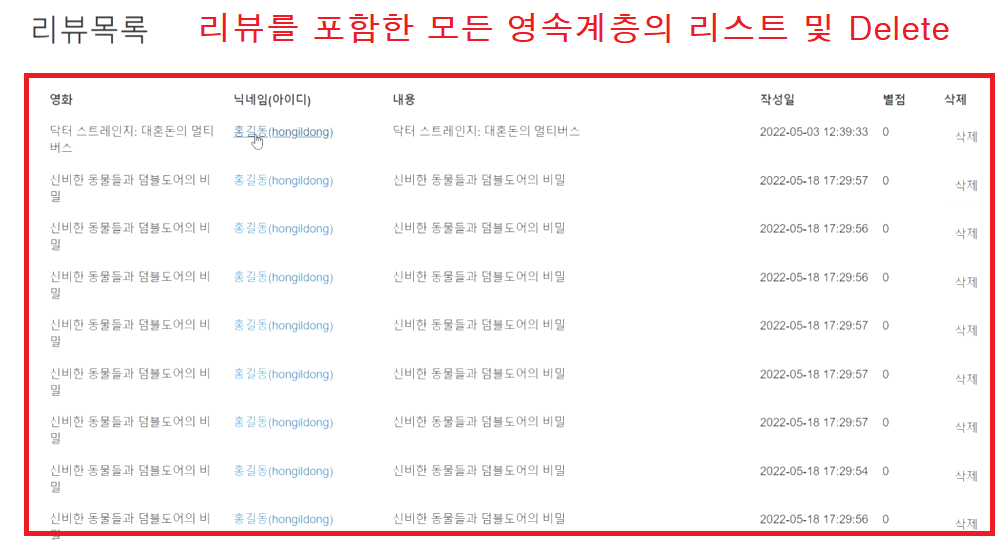 리뷰목록 리뷰를 포함한 모든 영속계층의 리스트 및 Delete
영화 닉네임(아이디) 내용 작성일 별점 삭제
닥터 스트레인지: 대혼돈의 멀티 홍길동(hongildong) 닥터 스트레인지: 대혼돈의 멀티버스 2022-05-03 12:39:33 0 삭제
버스
신비한 동물들과 덤블도어의 비 홍길동(hongildong) 신비한 동물들과 덤블도어의 비밀 2022-05-18 17:29:57 0 삭제
밀
신비한 동물들과 덤블도어의 비 홍길동(hongildong) 신비한 동물들과 덤블도어의 비밀 2022-05-18 17:29:56 0 삭제
밀
신비한 동물들과 덤블도어의 비 홍길동(hongildong) 신비한 동물들과 덤블도어의 비밀 2022-05-18 17:29:56 0 삭제
밀
신비한 동물들과 덤블도어의 비 홍길동(hongildong) 신비한 동물들과 덤블도어의 비밀 2022-05-18 17:29:57 0 삭제
밀
신비한 동물들과 덤블도어의 비 홍길동(hongildong) 신비한 동물들과 덤블도어의 비밀 2022-05-18 17:29:57 0 삭제
밀
신비한 동물들과 덤블도어의 비 홍길동(hongildong) 신비한 동물들과 덤블도어의 비밀 2022-05-18 17:29:57 0 삭제
밀
신비한 동물들과 덤블도어의 비 홍길동(hongildong) 신비한 동물들과 덤블도어의 비밀 2022-05-18 17:29:54 0 삭제
밀
신비한 동물들과 덤블도어의 비 홍길동(hongildong) 신비한 동물들과 덤블도어의 비밀 2022-05-18 17:29:56 0 삭제